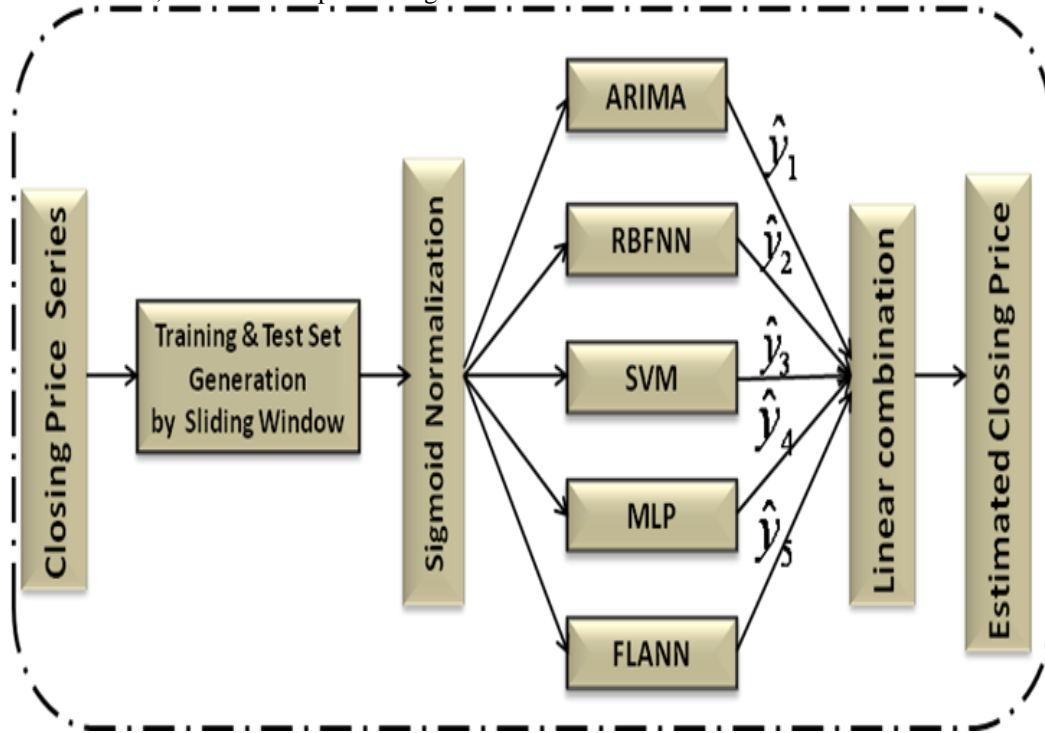 Closing Price Series
Training & Test Set
Generation
by Sliding Window
Sigmoid Normalization
ARIMA
RBFNN
SVM
MLP
FLANN
ŷ1
ŷ2
ŷ3
ŷ4
ŷ5
Linear combination
Estimated Closing Price